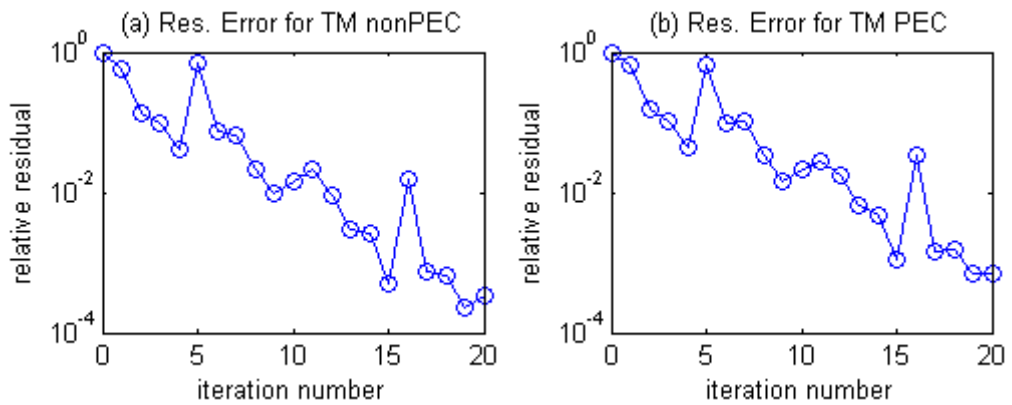 (a) Res. Error for TM nonPEC
10^0
10^-2
10^-4
relative residual
0 5 10 15 20
iteration number
(b) Res. Error for TM PEC
10^0
10^-2
10^-4
relative residual
0 5 10 15 20
iteration number